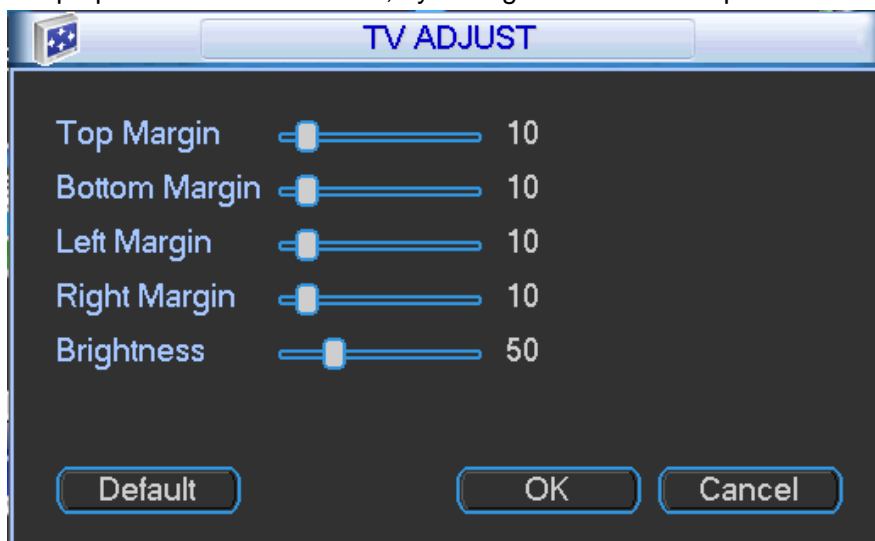 TV ADJUST
Top Margin 10
Bottom Margin 10
Left Margin 10
Right Margin 10
Brightness 50
Default OK Cancel